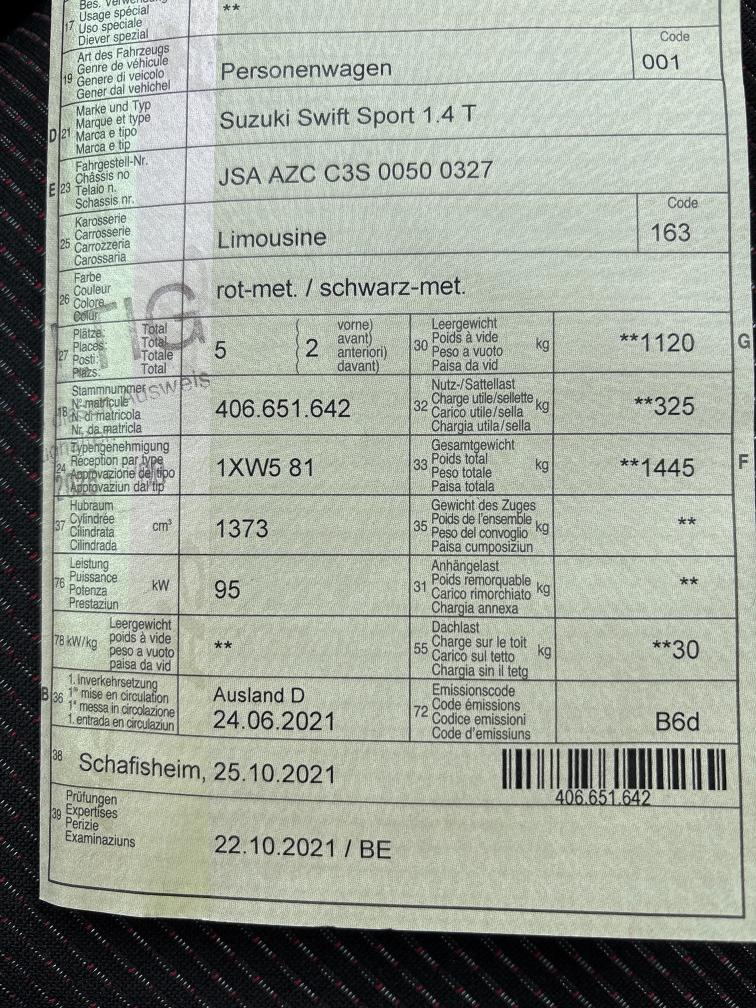 Bes.
17 Usage spécial
Uso speciale
Diever spezial
**
19 Art des Fahrzeugs
Genre de véhicule
Genere di veicolo
Gener dal vehichel
Personenwagen
Code
001
D 21 Marke und Typ
Marque et type
Marca e tipo
Marca e tip
Suzuki Swift Sport 1.4 T
E 23 Fahrgestell-Nr.
Châssis no
Telaio n.
Schassis nr.
JSA AZC C3S 0050 0327
25 Karosserie
Carrosserie
Carrozzeria
Carossaria
Limousine
Code
163
26 Farbe
Couleur
Colore
Colur
rot-met. / schwarz-met.
27 Plätze: Total
Places: Total
Posti: Totale
Plazs: Total
5
(2 vorne)
avant)
anteriori)
davant)
30 Leergewicht
Poids à vide
Peso a vuoto
Paisa da vid
kg
**1120
G
18 Stammnummer
N° matricule
N. di matricola
Nr. da matricla
406.651.642
32 Nutz-/Sattellast
Charge utile/sellette
Carico utile/sella
Chargia utila/sella
kg
**325
24 Typengenehmigung
Réception par type
Approvazione del tipo
Approvaziun dal tip
1XW5 81
33 Gesamtgewicht
Poids total
Peso totale
Paisa totala
kg
**1445
F
37 Hubraum
Cylindrée
Cilindrata
Cilindrada
cm³
1373
35 Gewicht des Zuges
Poids de l'ensemble
Peso del convoglio
Paisa cumposiziun
kg
**
76 Leistung
Puissance
Potenza
Prestaziun
kW
95
31 Anhängelast
Poids remorquable
Carico rimorchiato
Chargia annexa
kg
**
78 kW/kg Leergewicht
poids à vide
peso a vuoto
paisa da vid
**
55 Dachlast
Charge sur le toit
Carico sul tetto
Chargia sin il tetg
kg
**30
B 36 1. Inverkehrsetzung
1re mise en circulation
1a messa in circolazione
1. entrada en circulaziun
Ausland D
24.06.2021
72 Emissionscode
Code émissions
Codice emissioni
Code d'emissiuns
B6d
38 Schafisheim, 25.10.2021
406.651.642
39 Prüfungen
Expertises
Perizie
Examinaziuns
22.10.2021 / BE